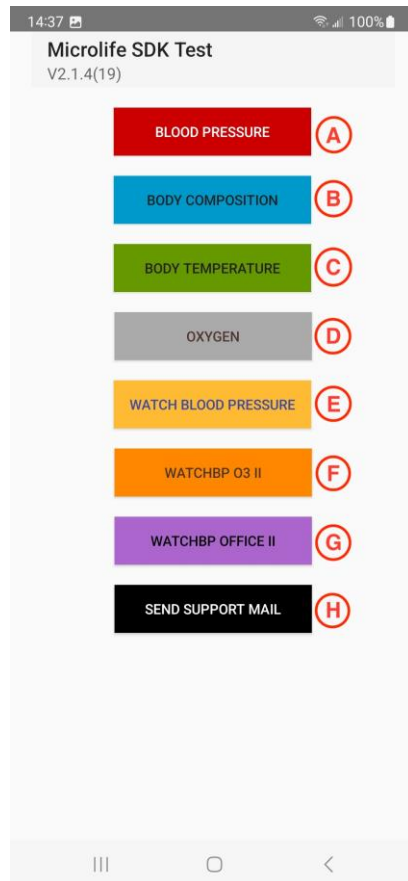 14:37 100%
Microlife SDK Test
V2.1.4(19)
BLOOD PRESSURE A
BODY COMPOSITION B
BODY TEMPERATURE C
OXYGEN D
WATCH BLOOD PRESSURE E
WATCHBP O3 II F
WATCHBP OFFICE II G
SEND SUPPORT MAIL H